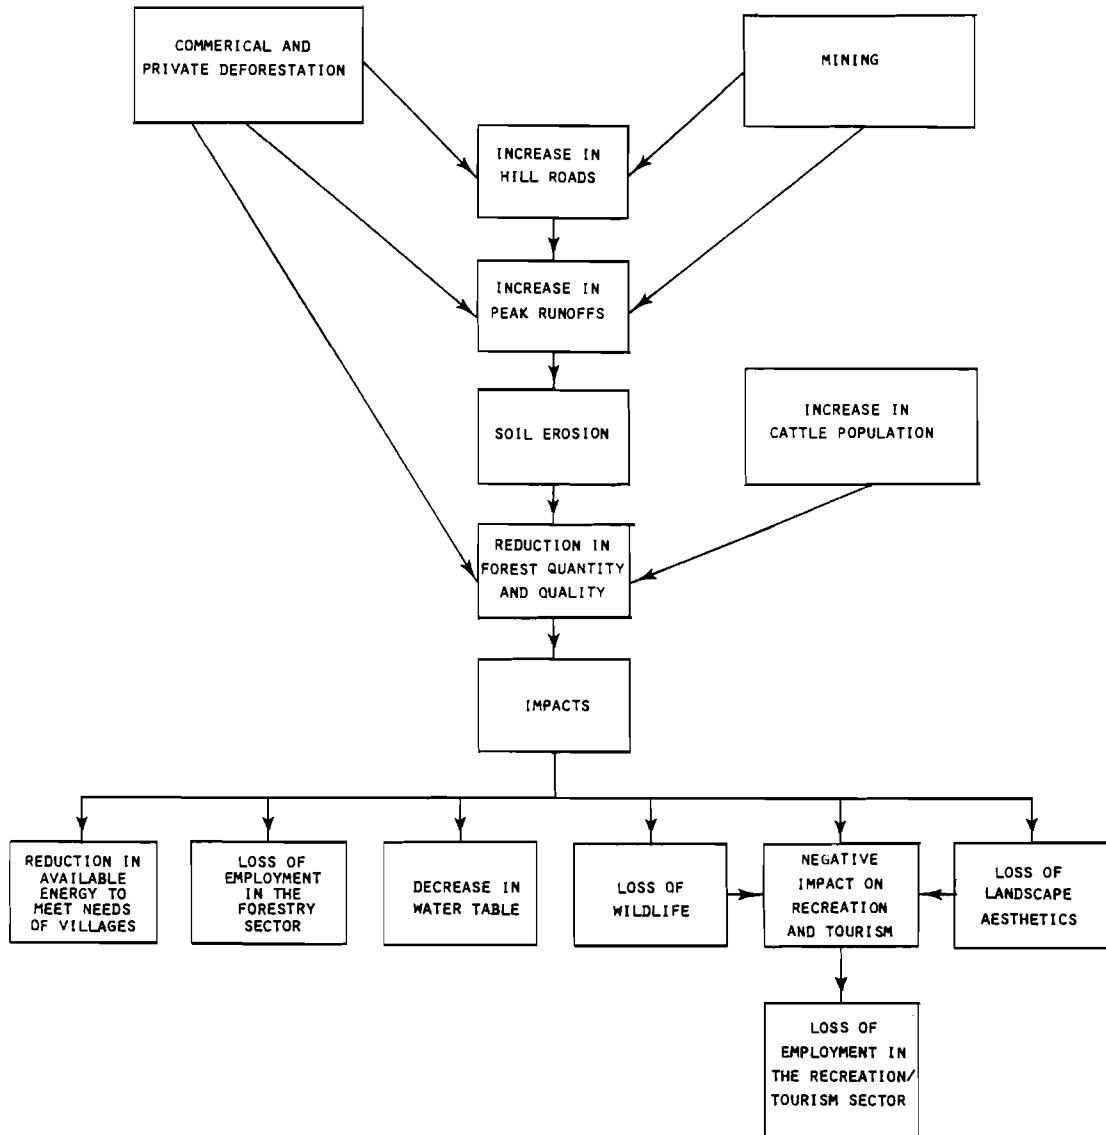 COMMERICAL AND
PRIVATE DEFORESTATION
MINING
INCREASE IN
HILL ROADS
INCREASE IN
PEAK RUNOFFS
SOIL EROSION
INCREASE IN
CATTLE POPULATION
REDUCTION IN
FOREST QUANTITY
AND QUALITY
IMPACTS
REDUCTION IN
AVAILABLE
ENERGY TO
MEET NEEDS
OF VILLAGES
LOSS OF
EMPLOYMENT
IN THE
FORESTRY
SECTOR
DECREASE IN
WATER TABLE
LOSS OF
WILDLIFE
NEGATIVE
IMPACT ON
RECREATION
AND TOURISM
LOSS OF
LANDSCAPE
AESTHETICS
LOSS OF
EMPLOYMENT IN
THE RECREATION/
TOURISM SECTOR